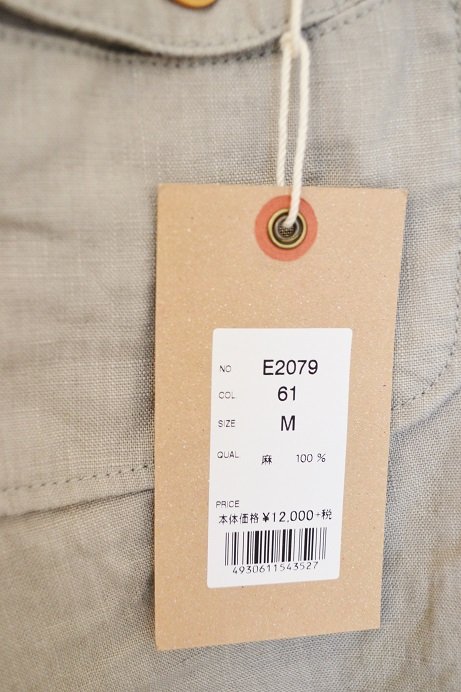 NO E2079
COL 61
SIZE M
QUAL. 麻 100 %
PRICE
本体価格 ¥12,000+税
4930611543527